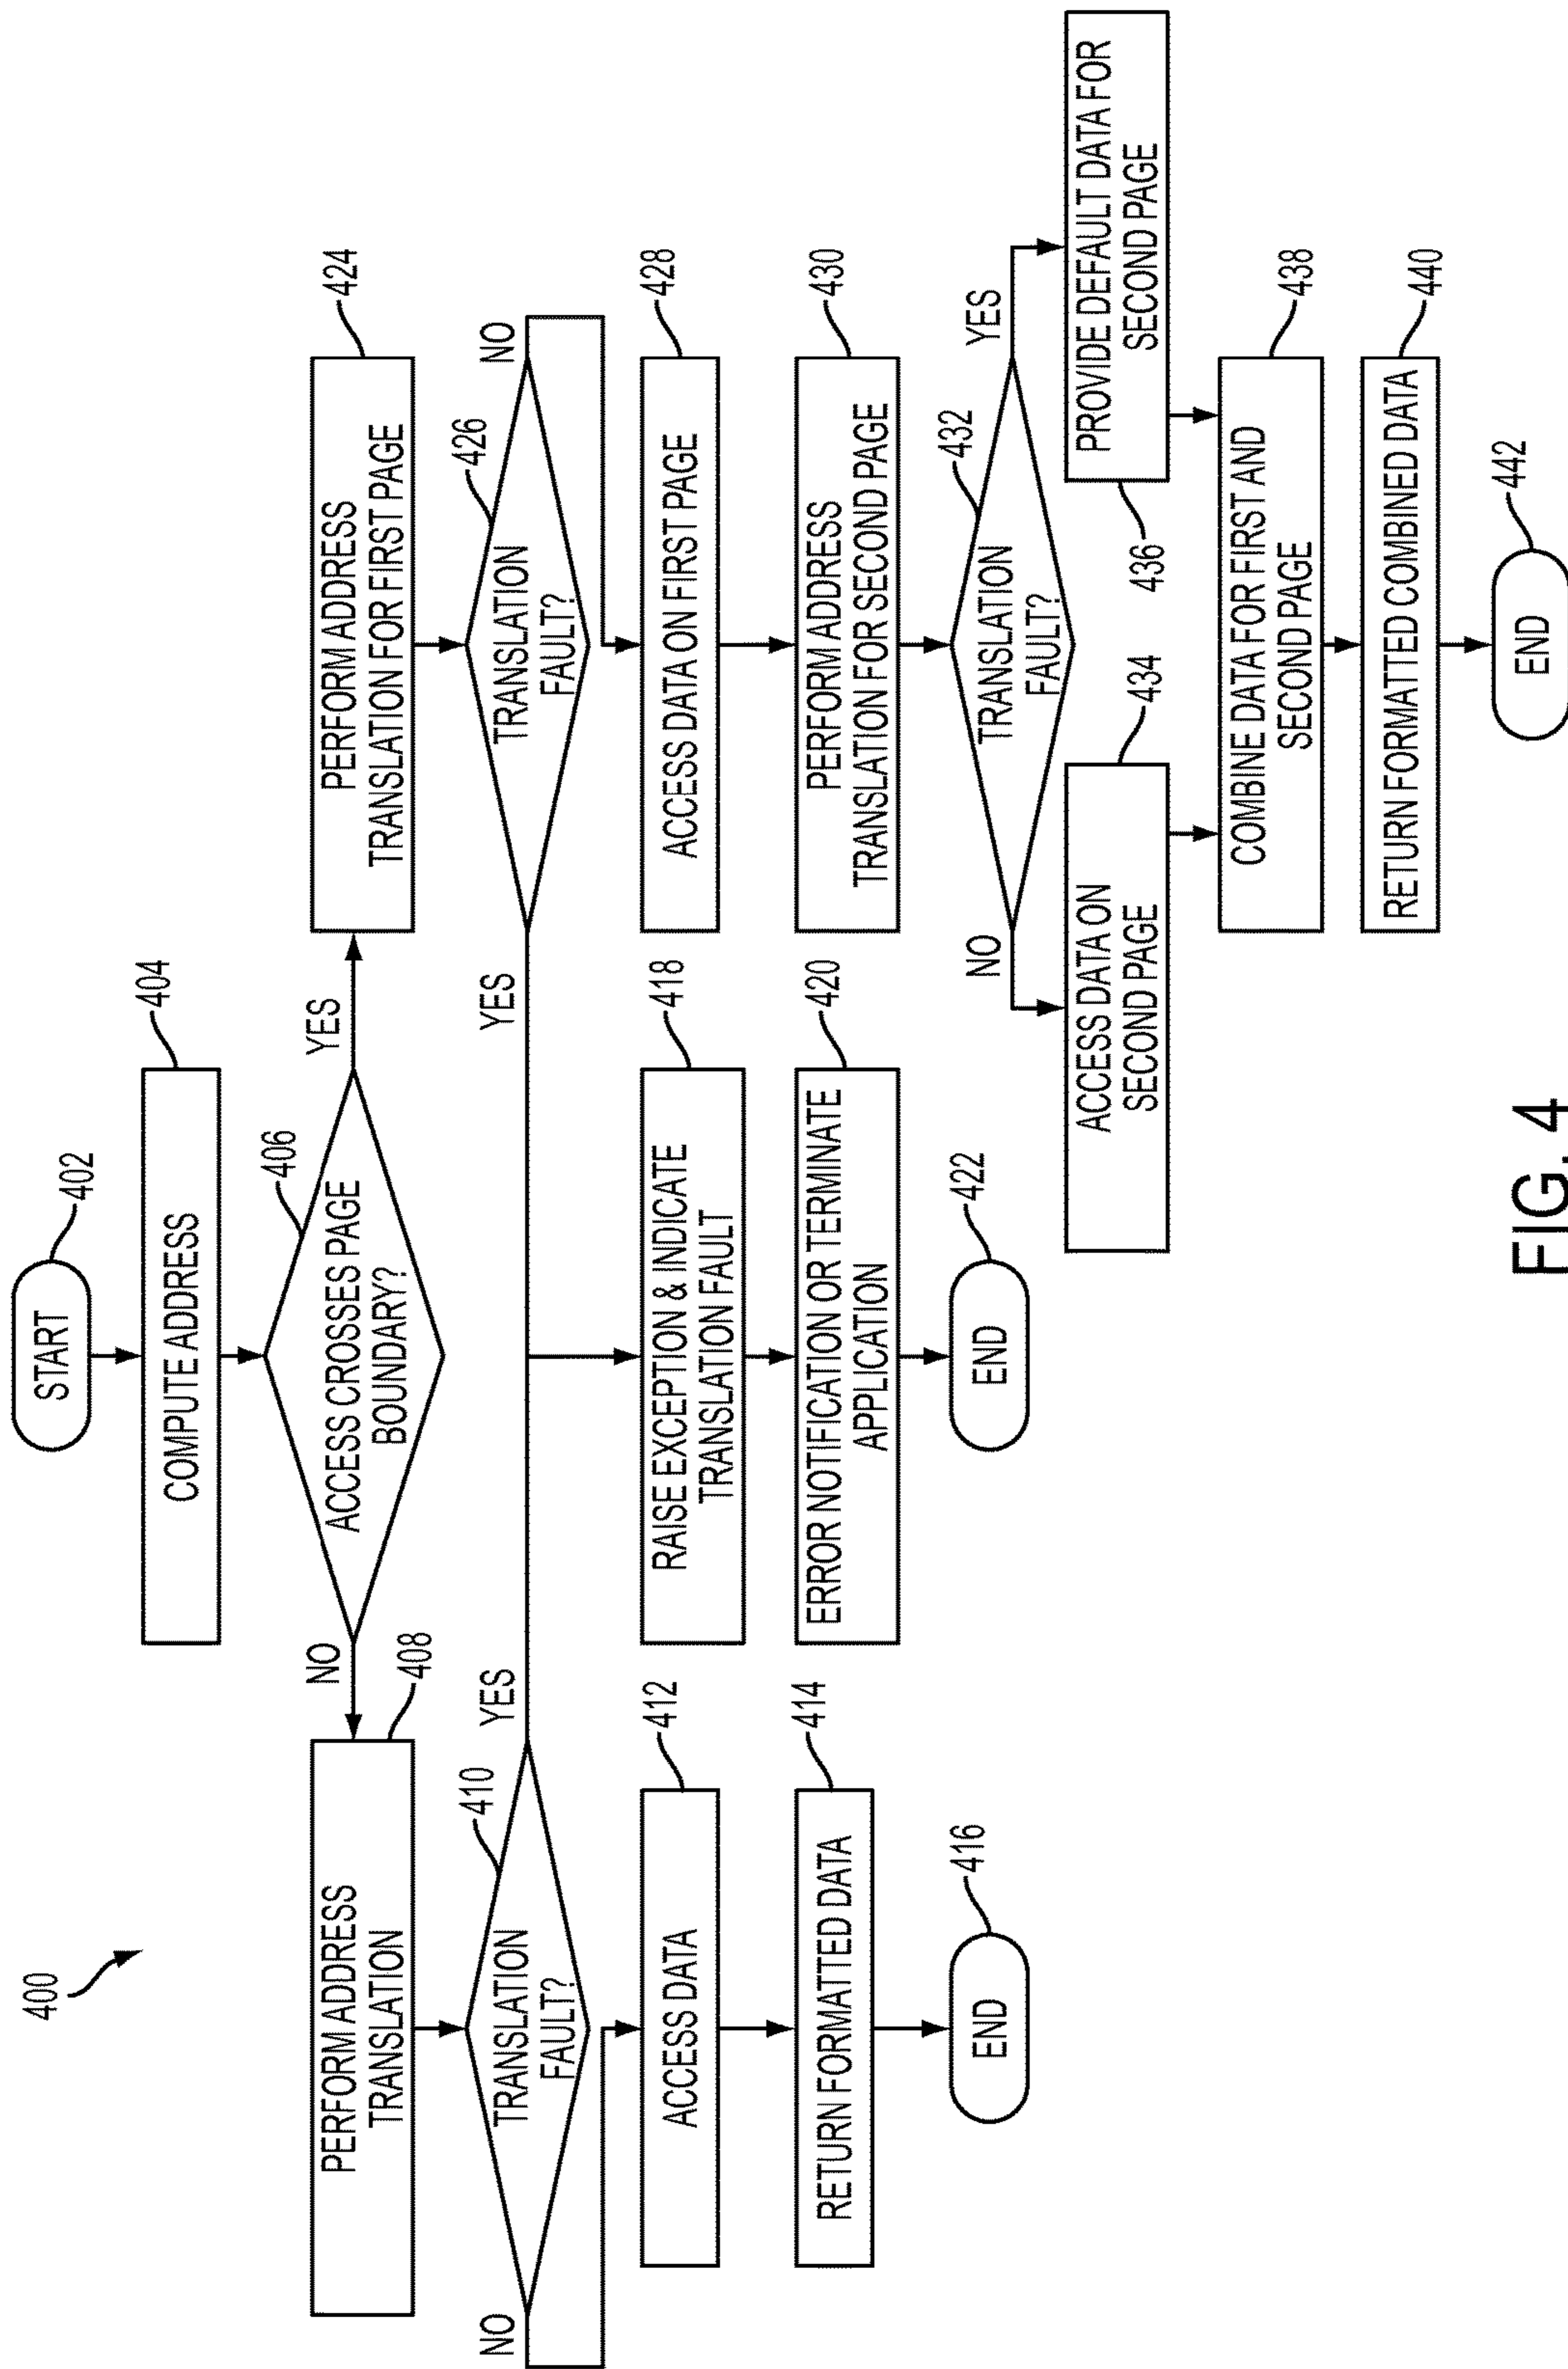 400
START
402
COMPUTE ADDRESS
404
ACCESS CROSSES PAGE
BOUNDARY?
406
NO
YES
PERFORM ADDRESS
TRANSLATION
408
TRANSLATION
FAULT?
410
NO
YES
ACCESS DATA
412
RETURN FORMATTED DATA
414
END
416
RAISE EXCEPTION & INDICATE
TRANSLATION FAULT
418
ERROR NOTIFICATION OR TERMINATE
APPLICATION
420
END
422
PERFORM ADDRESS
TRANSLATION FOR FIRST PAGE
424
TRANSLATION
FAULT?
426
YES
NO
ACCESS DATA ON FIRST PAGE
428
PERFORM ADDRESS
TRANSLATION FOR SECOND PAGE
430
TRANSLATION
FAULT?
432
NO
YES
ACCESS DATA ON
SECOND PAGE
434
PROVIDE DEFAULT DATA FOR
SECOND PAGE
436
COMBINE DATA FOR FIRST AND
SECOND PAGE
438
RETURN FORMATTED COMBINED DATA
440
END
442
FIG. 4